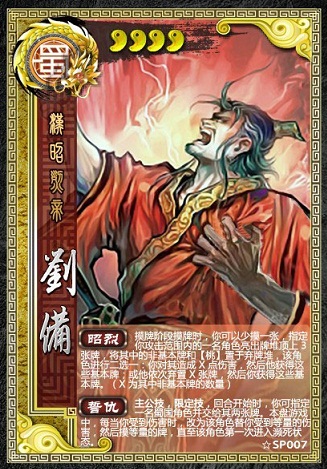 蜀
漢昭烈帝
劉備
昭烈
摸牌阶段摸牌时，你可以少摸一张，指定
你攻击范围内的一名角色亮出牌堆顶上3
张牌，将其中的非基本牌和【桃】置于弃牌堆，该角
色进行二选一：你对其造成X点伤害，然后他获得这
些基本牌；或他依次弃置X张牌，然后你获得这些基
本牌。（X为其中非基本牌的数量）
誓仇
主公技，限定技，回合开始时，你可指定
一名蜀国角色并交给其两张牌。本盘游戏
中，每当你受到伤害时，改为该角色替你受到等量的伤
害，然后摸等量的牌，直至该角色第一次进入濒死状
态。
☆SP007